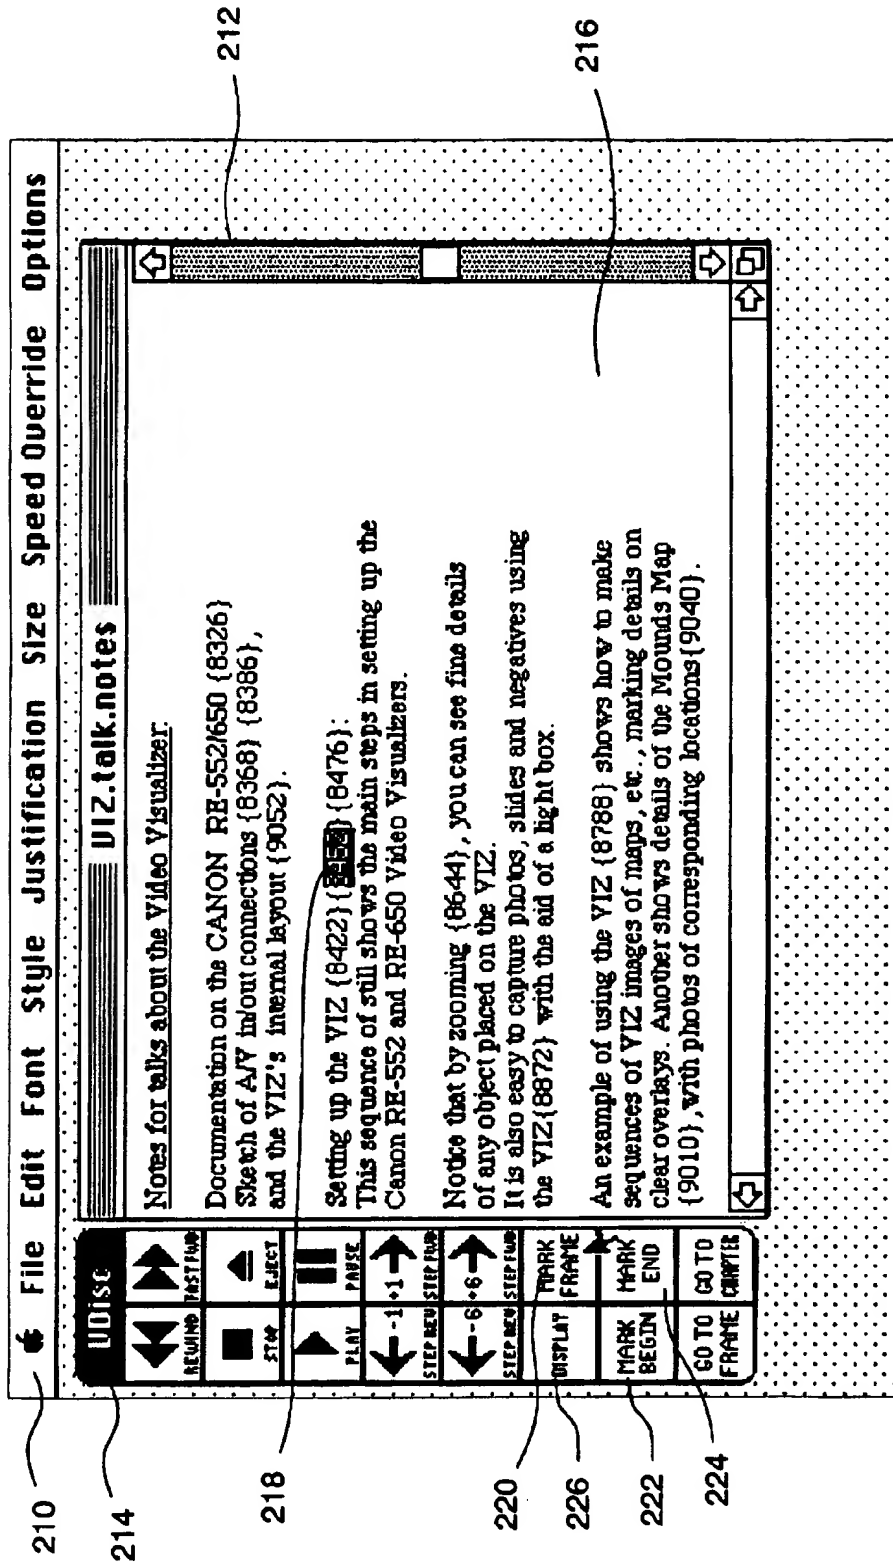 File Edit Font Style Justification Size Speed Override Options
VDisc
REWIND FAST FWD
STOP EJECT
PLAY PAUSE
-1 +1
STEP REV STEP FWD
-6 +6
STEP REV STEP FWD
DISPLAY MARK FRAME
MARK BEGIN MARK END
GO TO FRAME GO TO CHAPTER
VIZ.talk.notes
Notes for talks about the Video Visualizer:
Documentation on the CANON RE-552/650 {8326}
Sketch of A/V in/out connections {8368} {8386},
and the VIZ's internal layout {9052}.
Setting up the VIZ {8422} { } {8476}:
This sequence of still shows the main steps in setting up the
Canon RE-552 and RE-650 Video Visualizers.
Notice that by zooming {8644}, you can see fine details
of any object placed on the VIZ.
It is also easy to capture photos, slides and negatives using
the VIZ{8872} with the aid of a light box.
An example of using the VIZ {8788} shows how to make
sequences of VIZ images of maps, etc., marking details on
clear overlays. Another shows details of the Mounds Map
{9010}, with photos of corresponding locations{9040}.
210
214
218
220
226
222
224
212
216